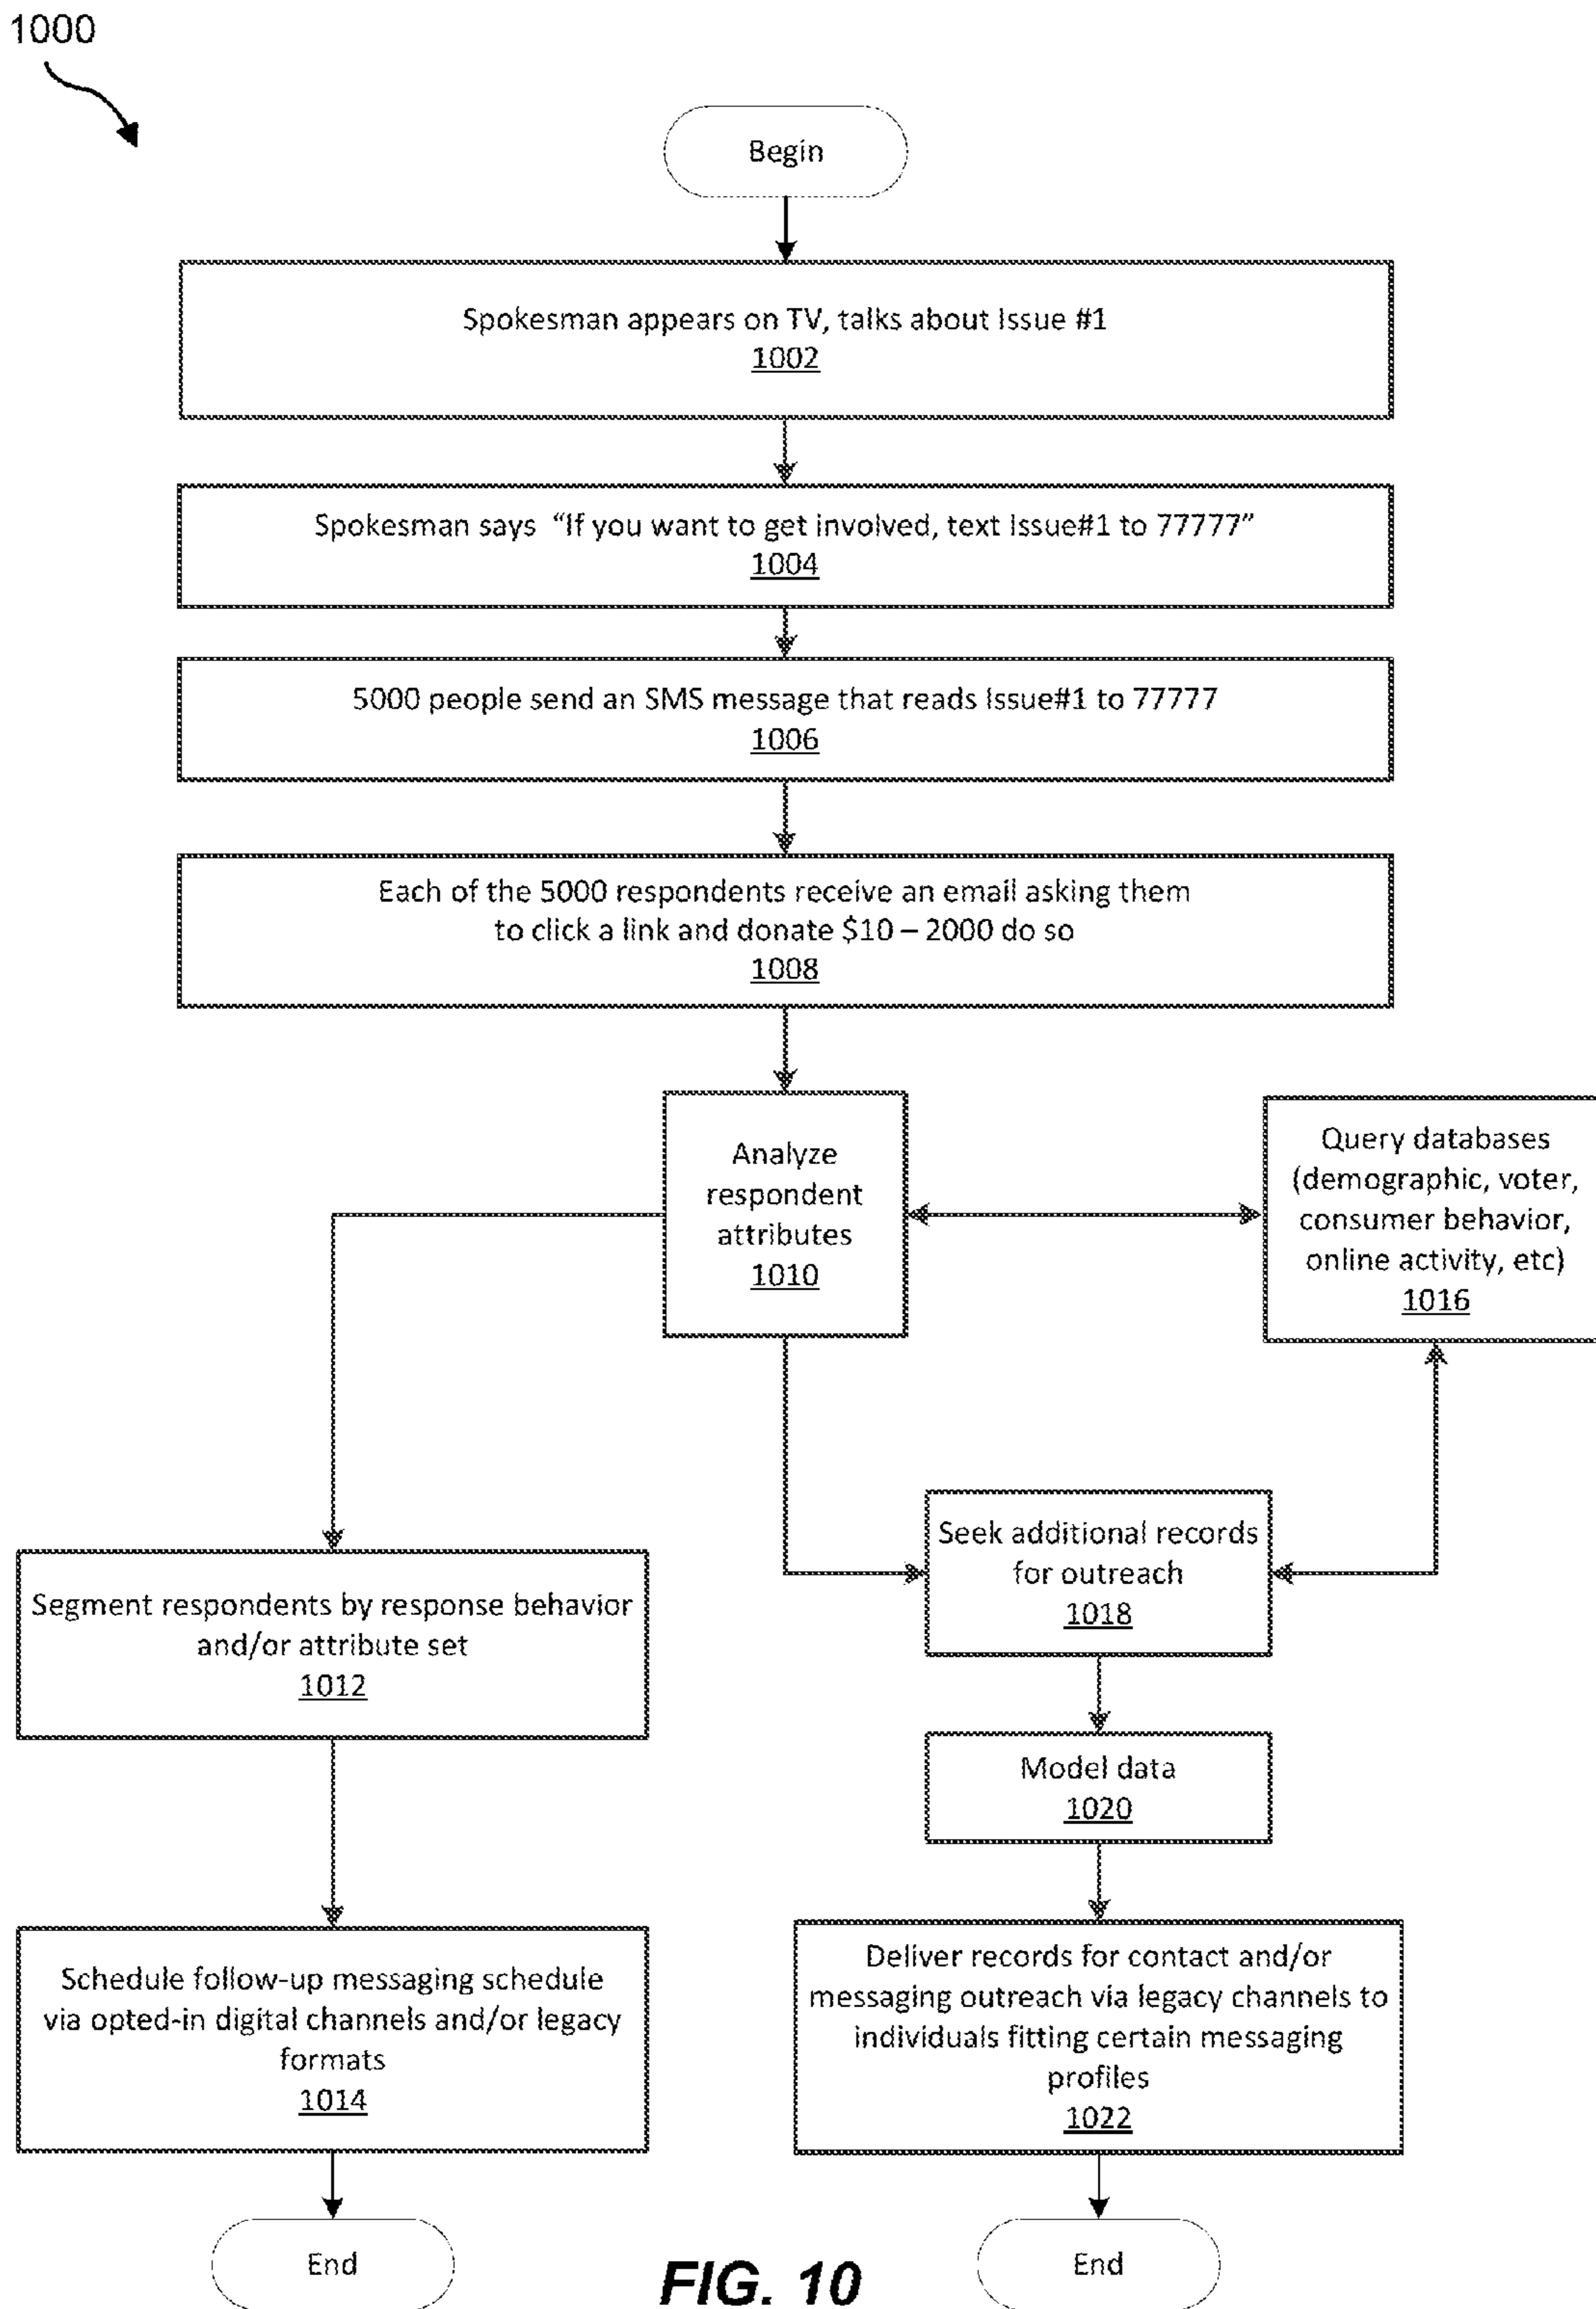 1000
Begin
Spokesman appears on TV, talks about Issue #1
1002
Spokesman says “If you want to get involved, text Issue#1 to 77777”
1004
5000 people send an SMS message that reads Issue#1 to 77777
1006
Each of the 5000 respondents receive an email asking them
to click a link and donate $10 – 2000 do so
1008
Analyze
respondent
attributes
1010
Query databases
(demographic, voter,
consumer behavior,
online activity, etc)
1016
Seek additional records
for outreach
1018
Segment respondents by response behavior
and/or attribute set
1012
Model data
1020
Schedule follow-up messaging schedule
via opted-in digital channels and/or legacy
formats
1014
Deliver records for contact and/or
messaging outreach via legacy channels to
individuals fitting certain messaging
profiles
1022
End
End
FIG. 10